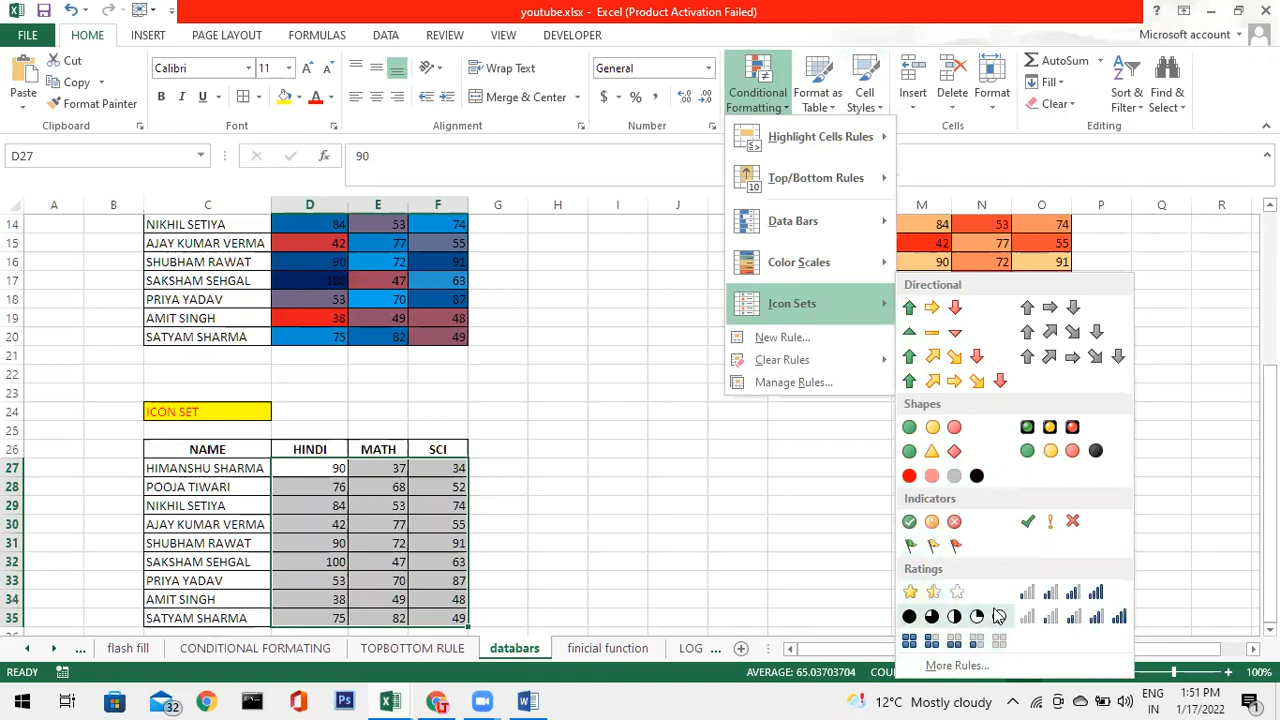 youtube.xlsx - Excel (Product Activation Failed)
FILE HOME INSERT PAGE LAYOUT FORMULAS DATA REVIEW VIEW DEVELOPER Microsoft account
Cut
Copy
Format Painter
Paste
Clipboard
Calibri 11
B I U
Font
Wrap Text
Merge & Center
Alignment
General
$ % ,
Number
Conditional Formatting
Format as Table
Cell Styles
Insert Delete Format
Cells
AutoSum
Fill
Clear
Sort & Filter
Find & Select
Editing
D27 fx 90
A B C D E F G H I J M N O P Q R
14 NIKHIL SETIYA 84 53 74 84 53 74
15 AJAY KUMAR VERMA 42 77 55 42 77 55
16 SHUBHAM RAWAT 90 72 91 90 72 91
17 SAKSHAM SEHGAL 100 47 63
18 PRIYA YADAV 53 70 87
19 AMIT SINGH 38 49 48
20 SATYAM SHARMA 75 82 49
21
22
23
24 ICON SET
25
26 NAME HINDI MATH SCI
27 HIMANSHU SHARMA 90 37 34
28 POOJA TIWARI 76 68 52
29 NIKHIL SETIYA 84 53 74
30 AJAY KUMAR VERMA 42 77 55
31 SHUBHAM RAWAT 90 72 91
32 SAKSHAM SEHGAL 100 47 63
33 PRIYA YADAV 53 70 87
34 AMIT SINGH 38 49 48
35 SATYAM SHARMA 75 82 49
Highlight Cells Rules
Top/Bottom Rules
Data Bars
Color Scales
Icon Sets
New Rule...
Clear Rules
Manage Rules...
Directional
Shapes
Indicators
Ratings
More Rules...
... flash fill TOPBOTTOM RULE databars finicial function LOG ...
READY AVERAGE: 65.03703704 100%
32 12°C Mostly cloudy ENG IN 1:51 PM 1/17/2022 1